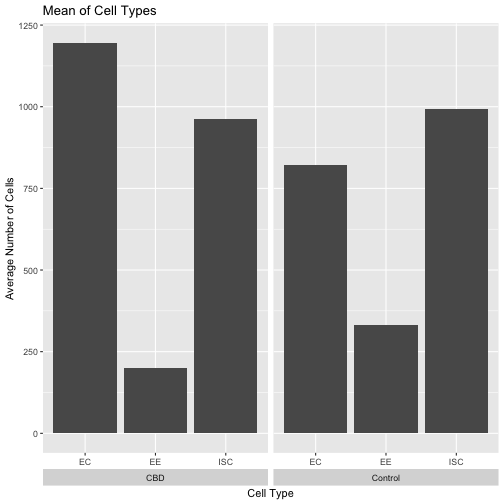 Mean of Cell Types
Average Number of Cells
1250
1000
750
500
250
0
EC EE ISC EC EE ISC
CBD Control
Cell Type